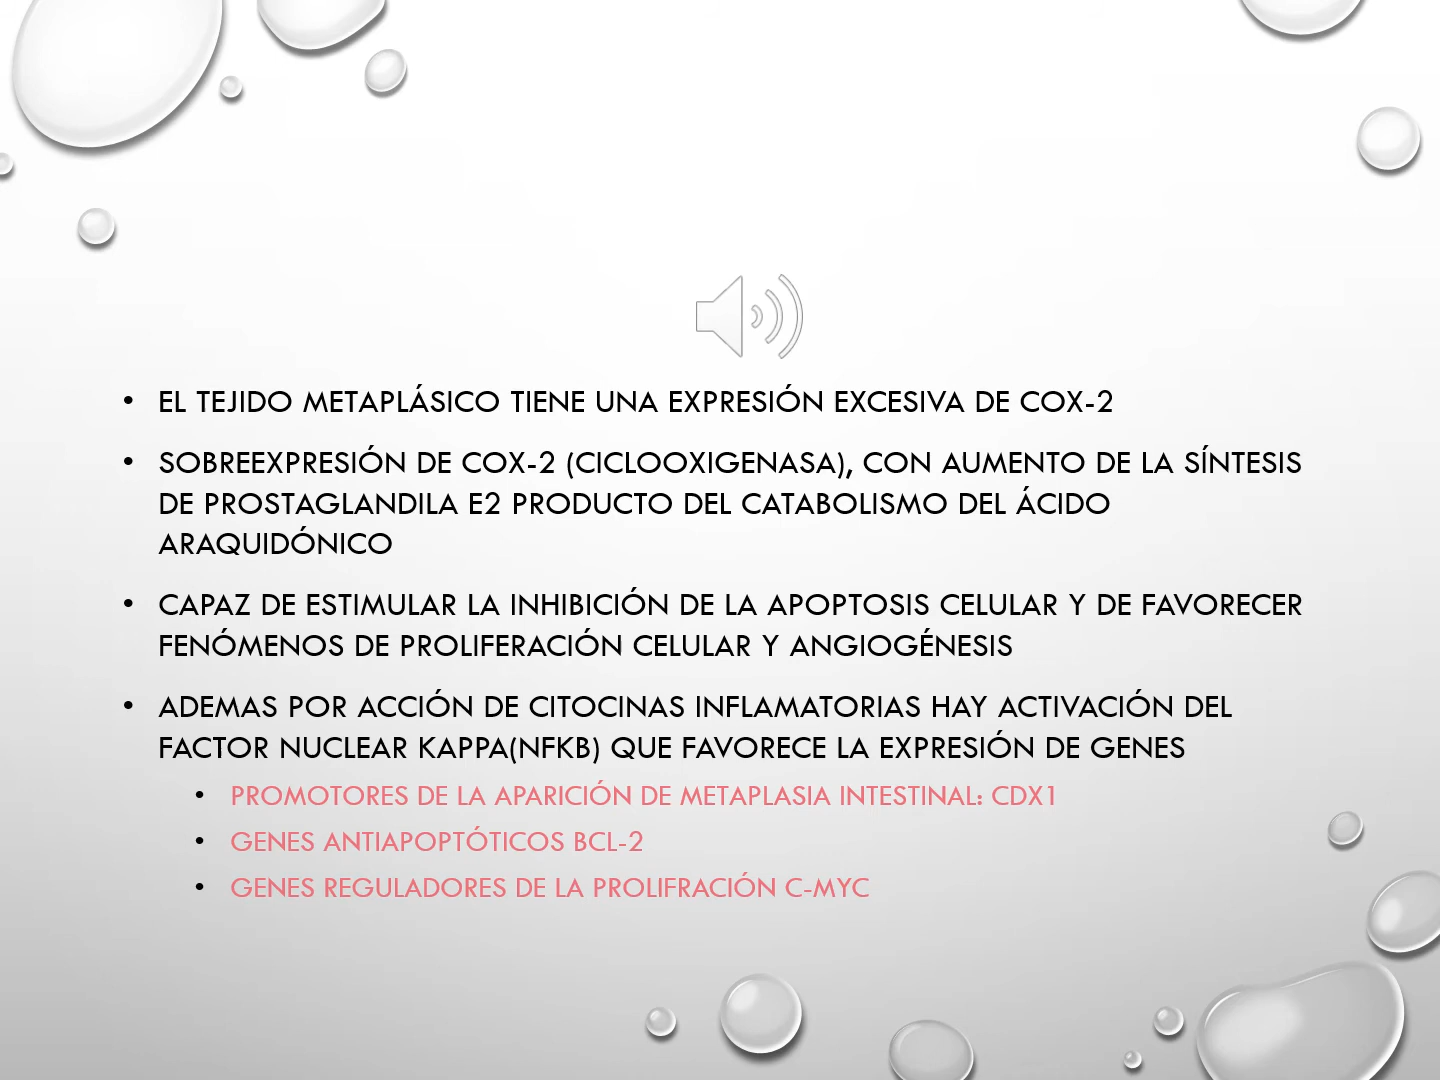 • EL TEJIDO METAPLÁSICO TIENE UNA EXPRESIÓN EXCESIVA DE COX-2
• SOBREEXPRESIÓN DE COX-2 (CICLOOXIGENASA), CON AUMENTO DE LA SÍNTESIS
DE PROSTAGLANDILA E2 PRODUCTO DEL CATABOLISMO DEL ÁCIDO
ARAQUIDÓNICO
• CAPAZ DE ESTIMULAR LA INHIBICIÓN DE LA APOPTOSIS CELULAR Y DE FAVORECER
FENÓMENOS DE PROLIFERACIÓN CELULAR Y ANGIOGÉNESIS
• ADEMAS POR ACCIÓN DE CITOCINAS INFLAMATORIAS HAY ACTIVACIÓN DEL
FACTOR NUCLEAR KAPPA(NFKB) QUE FAVORECE LA EXPRESIÓN DE GENES
• PROMOTORES DE LA APARICIÓN DE METAPLASIA INTESTINAL: CDX1
• GENES ANTIAPOPTÓTICOS BCL-2
• GENES REGULADORES DE LA PROLIFRACIÓN C-MYC